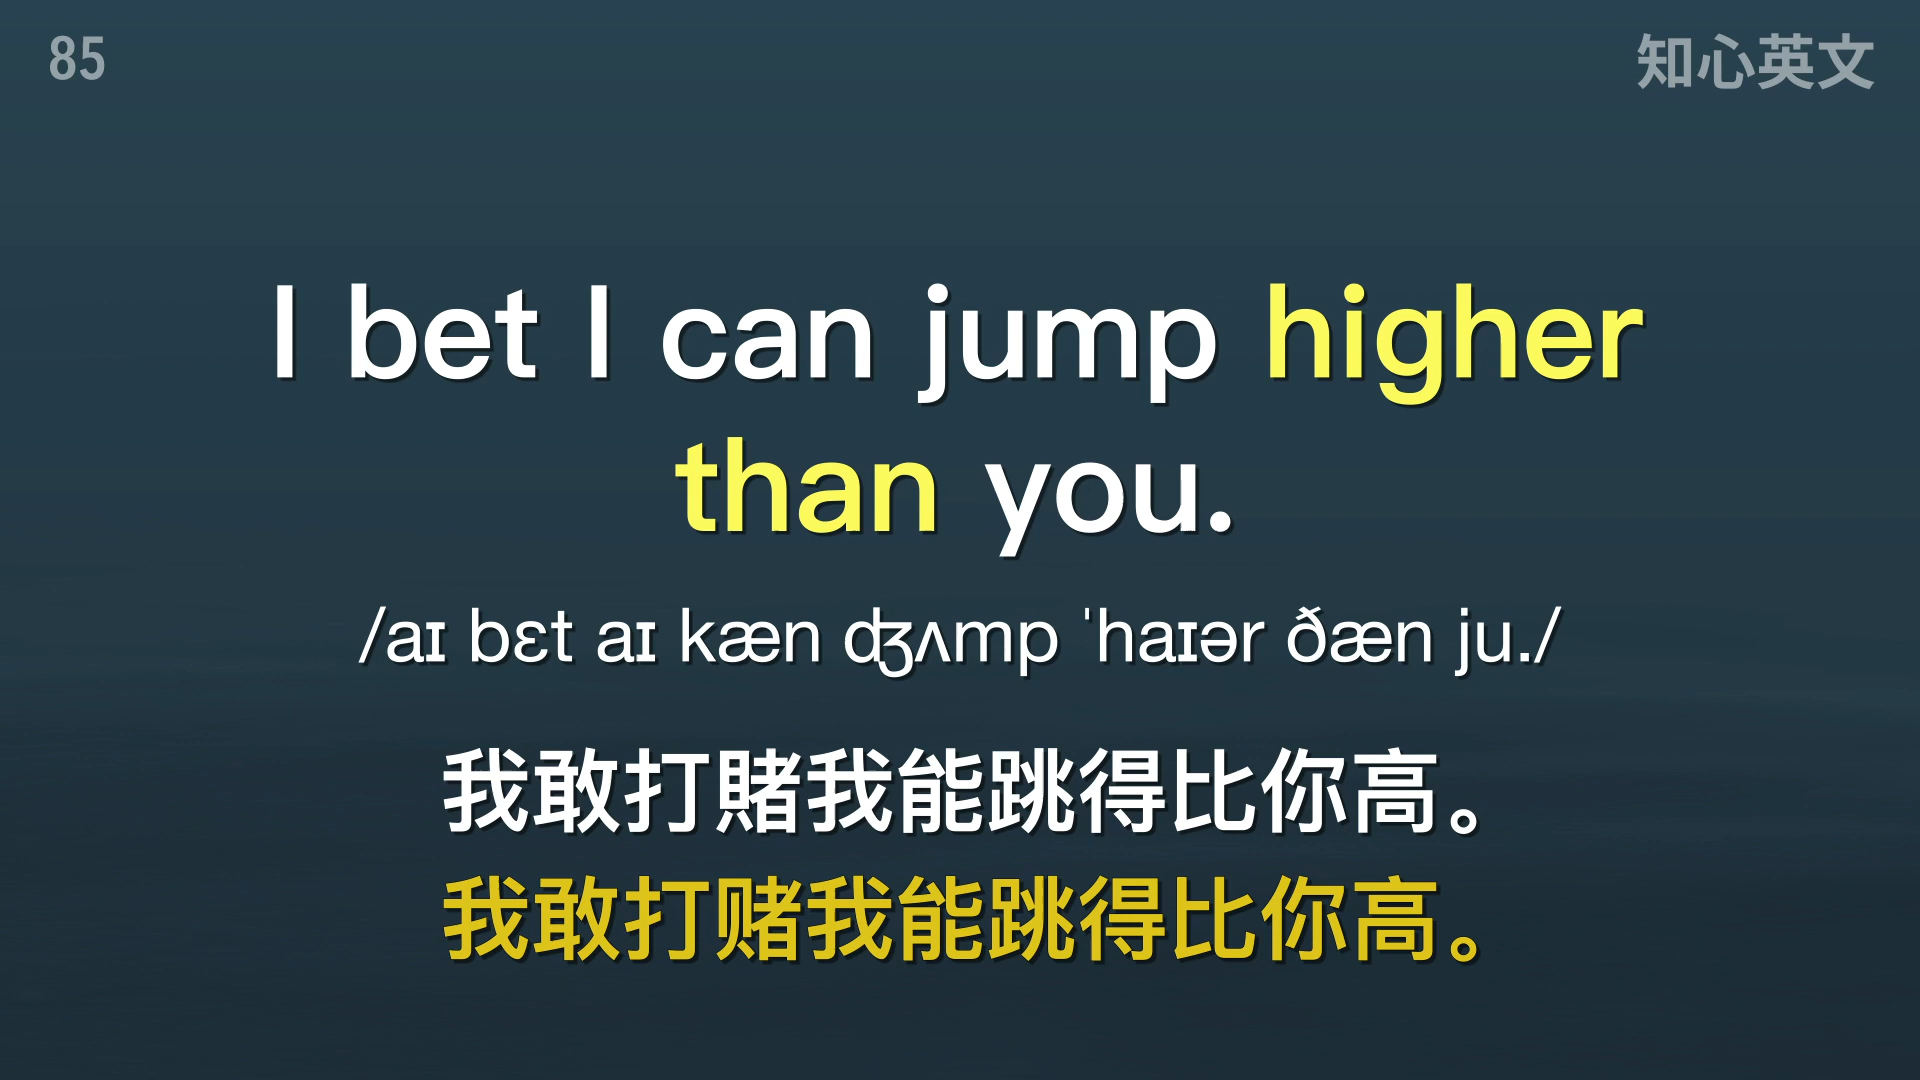 85
知心英文
I bet I can jump higher
than you.
/aɪ bɛt aɪ kæn ʤʌmp ˈhaɪər ðæn ju./
我敢打賭我能跳得比你高。
我敢打赌我能跳得比你高。